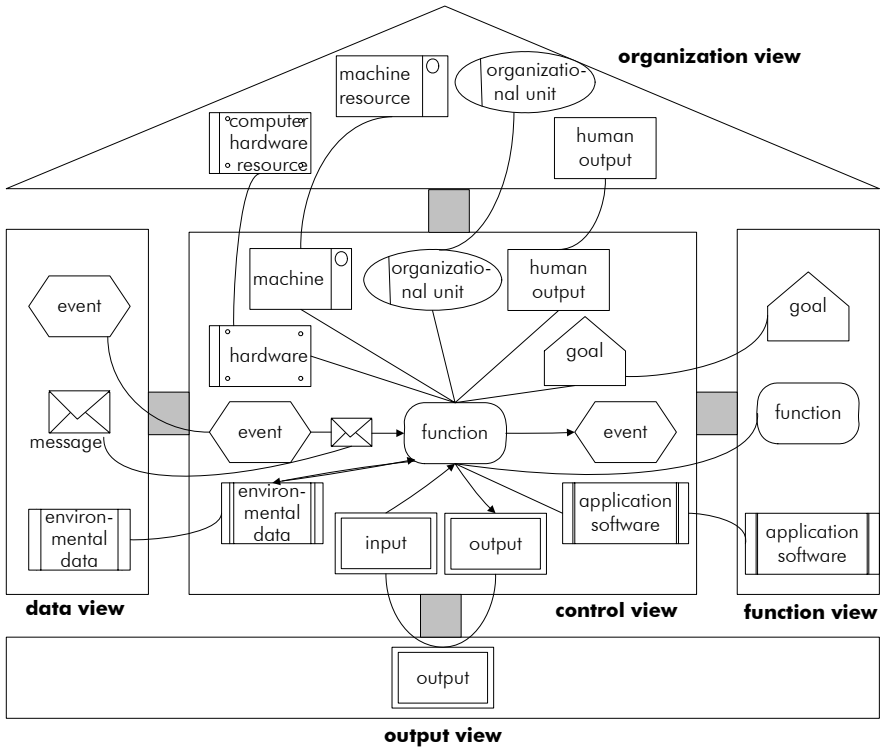 organization view
machine
resource
organizatio-
nal unit
computer
hardware
resource
human
output
event
message
environ-
mental
data
data view
machine
organizatio-
nal unit
human
output
hardware
goal
event
function
event
environ-
mental
data
input
output
application
software
control view
goal
function
application
software
function view
output
output view